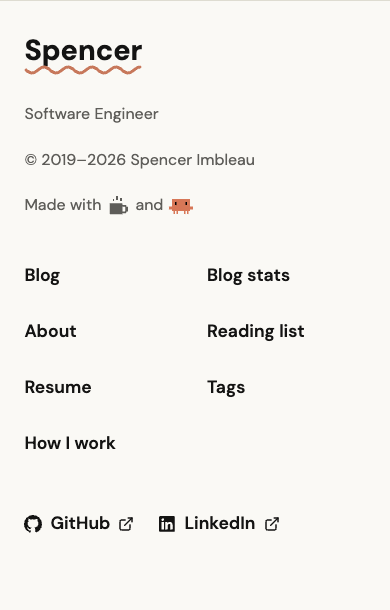 Spencer
Software Engineer
© 2019–2026 Spencer Imbleau
Made with and
Blog
Blog stats
About
Reading list
Resume
Tags
How I work
GitHub
LinkedIn